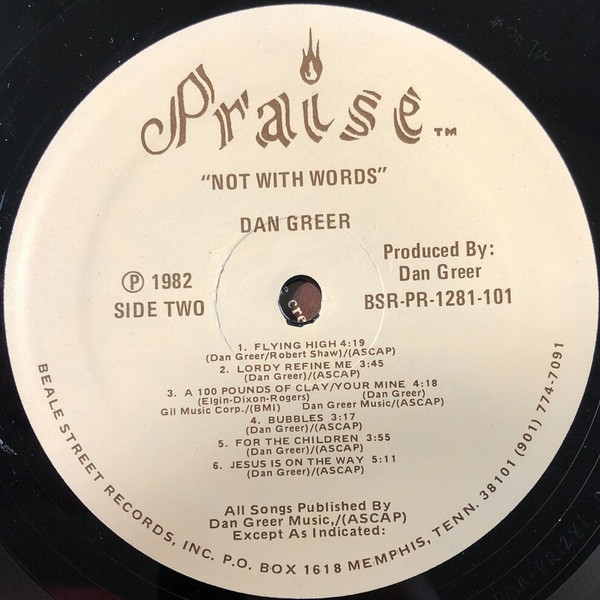 Praise TM
"NOT WITH WORDS"
DAN GREER
Ⓟ 1982
SIDE TWO
Produced By:
Dan Greer
BSR-PR-1281-101
1. FLYING HIGH 4:19
(Dan Greer/Robert Shaw)/(ASCAP)
2. LORDY REFINE ME 3:45
(Dan Greer)/(ASCAP)
3. A 100 POUNDS OF CLAY/YOUR MINE 4:18
(Elgin-Dixon-Rogers) (Dan Greer)
Gil Music Corp./(BMI) Dan Greer Music/(ASCAP)
4. BUBBLES 3:17
(Dan Greer)/(ASCAP)
5. FOR THE CHILDREN 3:55
(Dan Greer)/(ASCAP)
6. JESUS IS ON THE WAY 5:11
(Dan Greer)/(ASCAP)
All Songs Published By
Dan Greer Music,/(ASCAP)
Except As Indicated:
BEALE STREET RECORDS, INC. P.O. BOX 1618 MEMPHIS, TENN. 38101 (901) 774-7091
cre